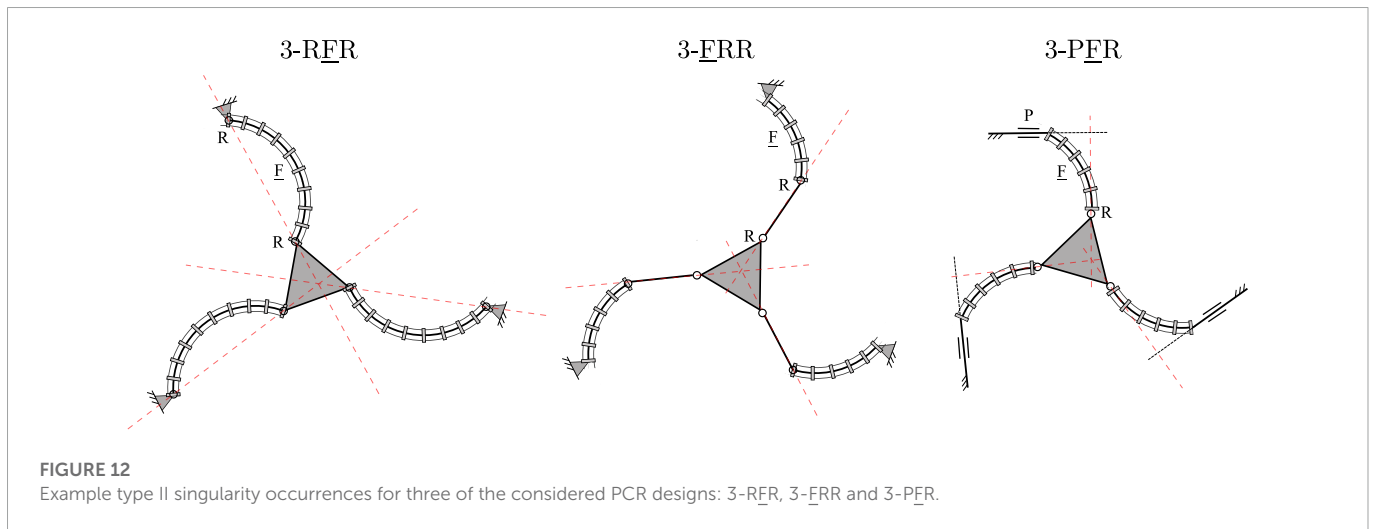 3-RFR
3-FRR
3-PFR
R
F
R
F
R
R
P
F
R
FIGURE 12
Example type II singularity occurrences for three of the considered PCR designs: 3-RFR, 3-FRR and 3-PFR.